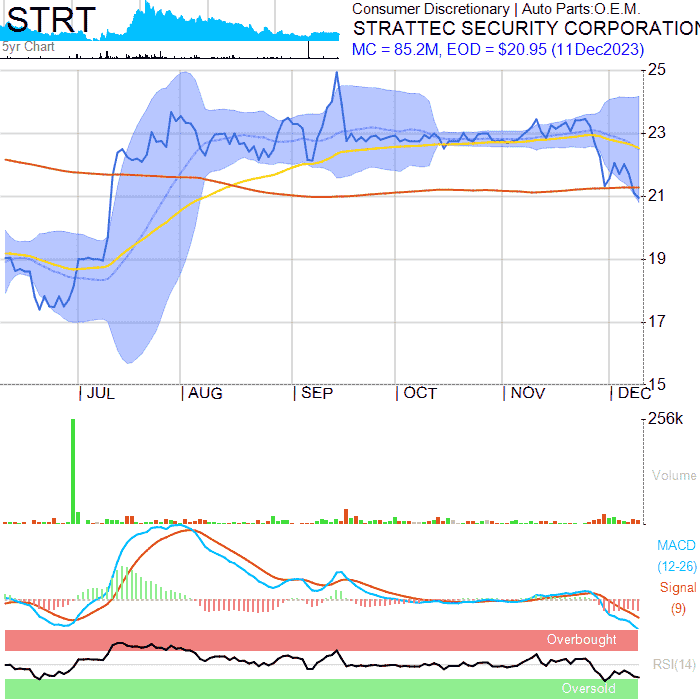 STRT
5yr Chart
Consumer Discretionary | Auto Parts:O.E.M.
STRATTEC SECURITY CORPORATION
MC = 85.2M, EOD = $20.95 (11Dec2023)
25
23
21
19
17
15
JUL AUG SEP OCT NOV DEC
256k
Volume
MACD
(12-26)
Signal
(9)
Overbought
RSI(14)
Oversold